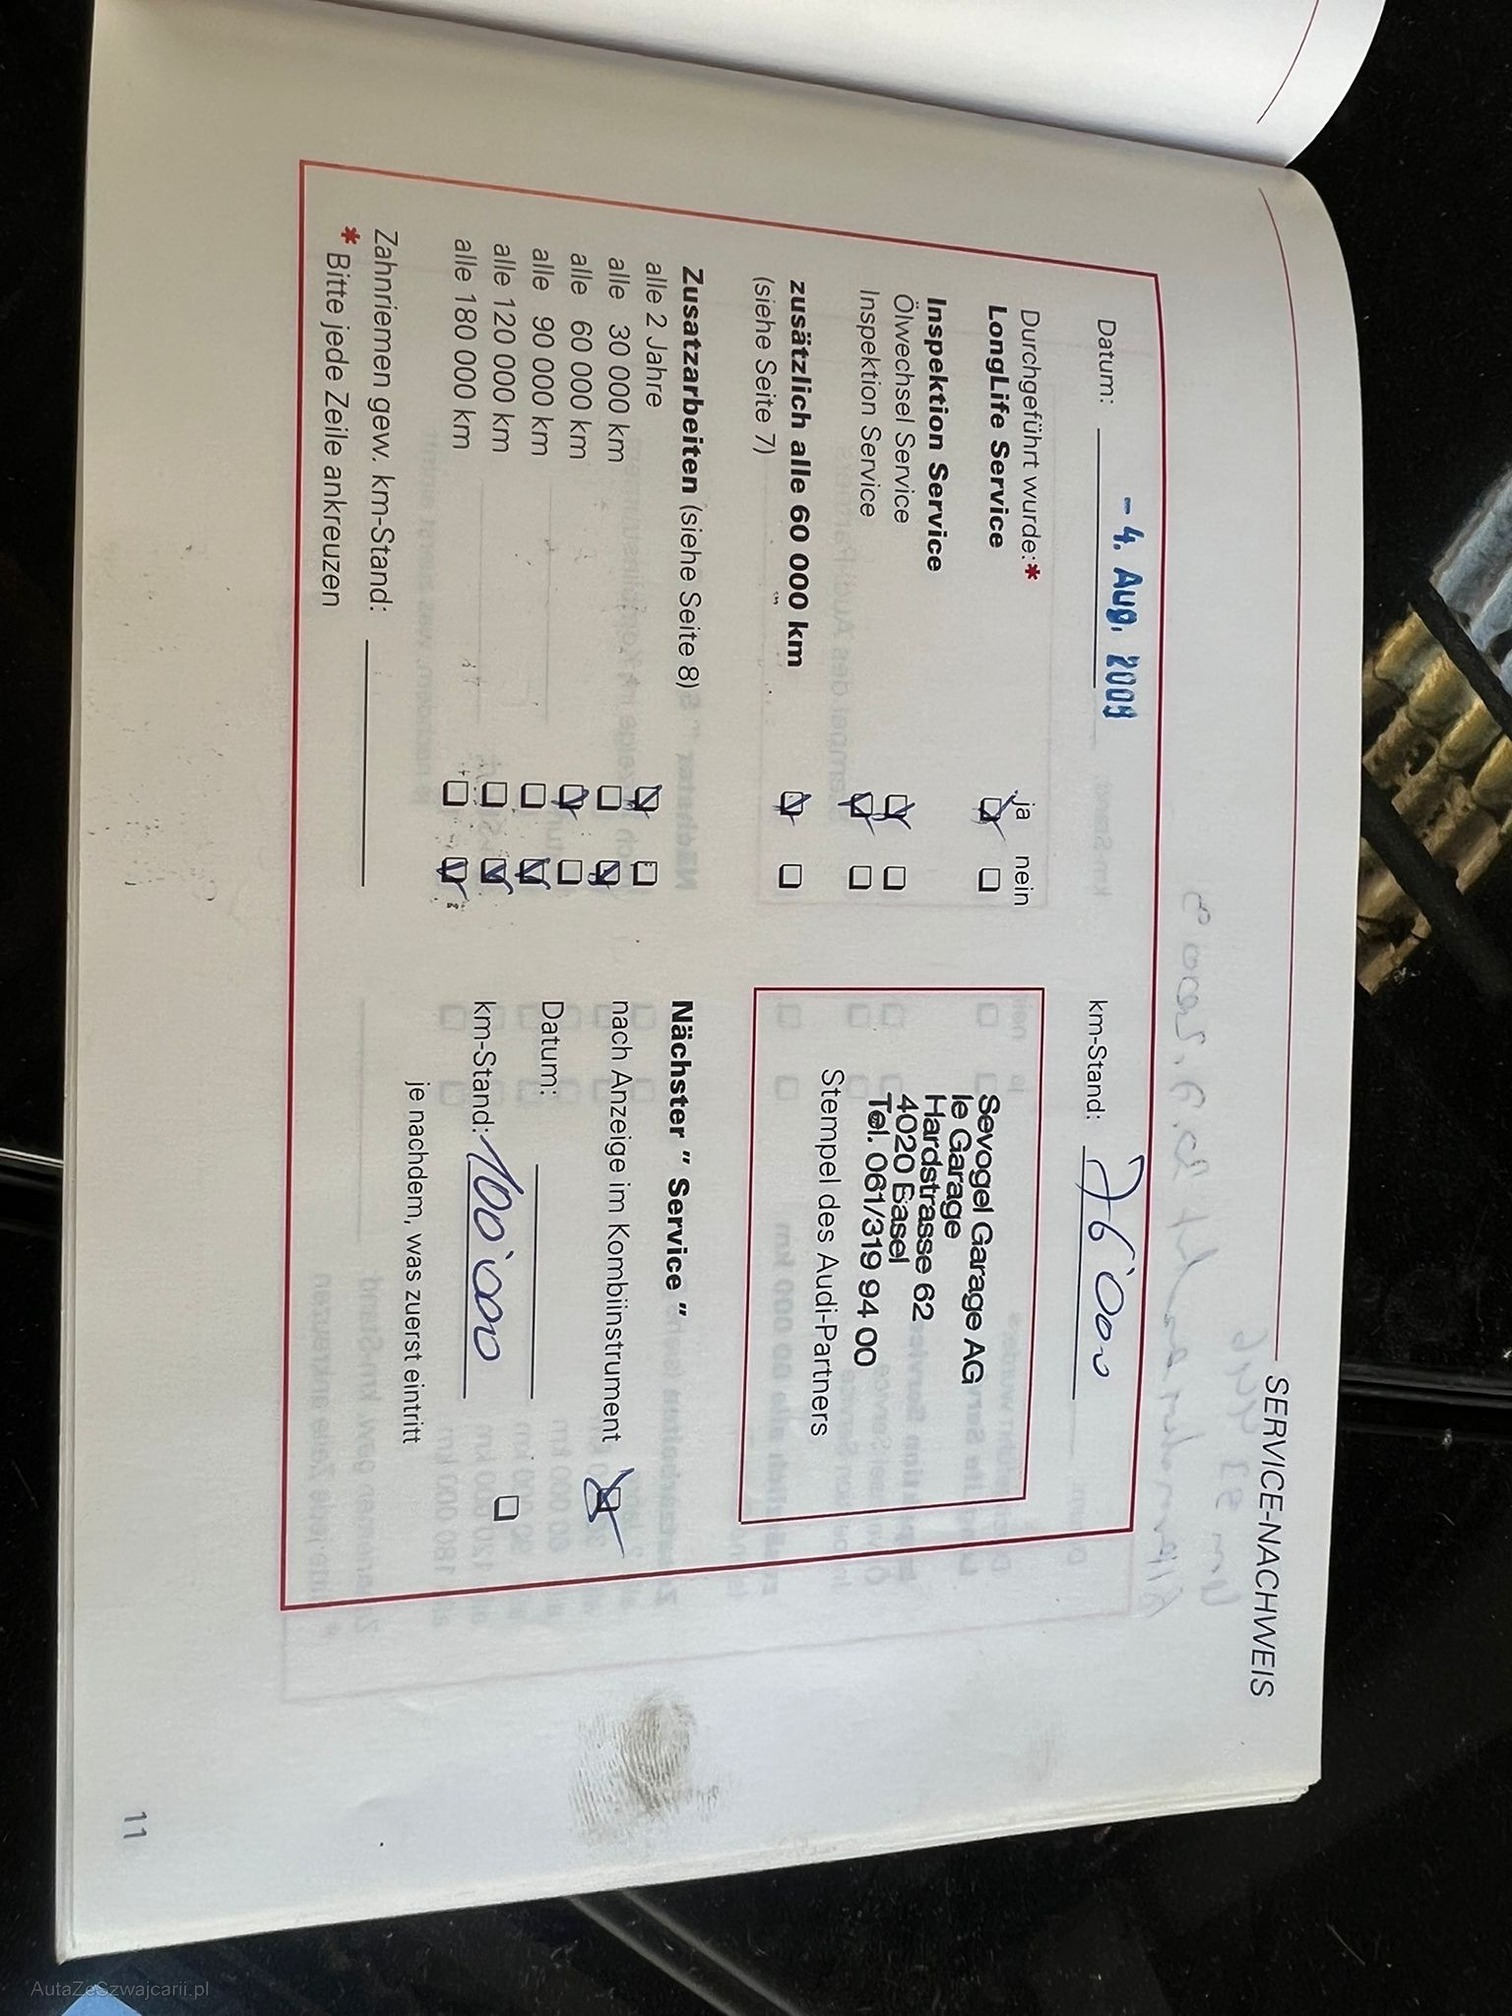 SERVICE-NACHWEIS
Datum: - 4. Aug. 2009
km-Stand: 76'000
Durchgeführt wurde:*
ja nein
LongLife Service
Inspektion Service
Ölwechsel Service
Inspektion Service
zusätzlich alle 60 000 km
(siehe Seite 7)
Sevogel Garage AG
le Garage
Hardstrasse 62
4020 Basel
Tel. 061/319 94 00
Stempel des Audi-Partners
Zusatzarbeiten (siehe Seite 8)
alle 2 Jahre
alle 30 000 km
alle 60 000 km
alle 90 000 km
alle 120 000 km
alle 180 000 km
Nächster " Service "
nach Anzeige im Kombiinstrument
Datum:
km-Stand: 100'000
je nachdem, was zuerst eintritt
Zahnriemen gew. km-Stand:
* Bitte jede Zeile ankreuzen
11
AutaZeSzwajcarii.pl